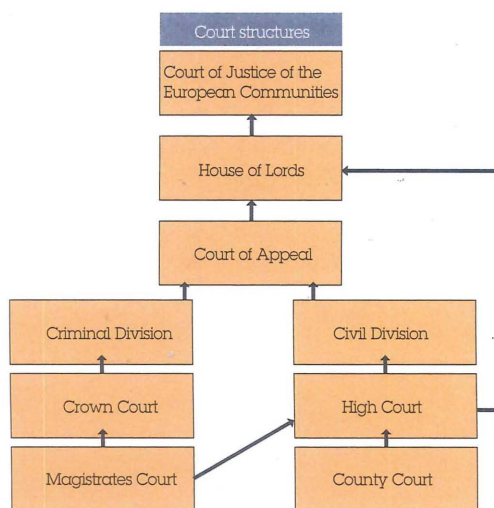 Court structures
Court of Justice of the
European Communities
House of Lords
Court of Appeal
Criminal Division
Civil Division
Crown Court
High Court
Magistrates Court
County Court